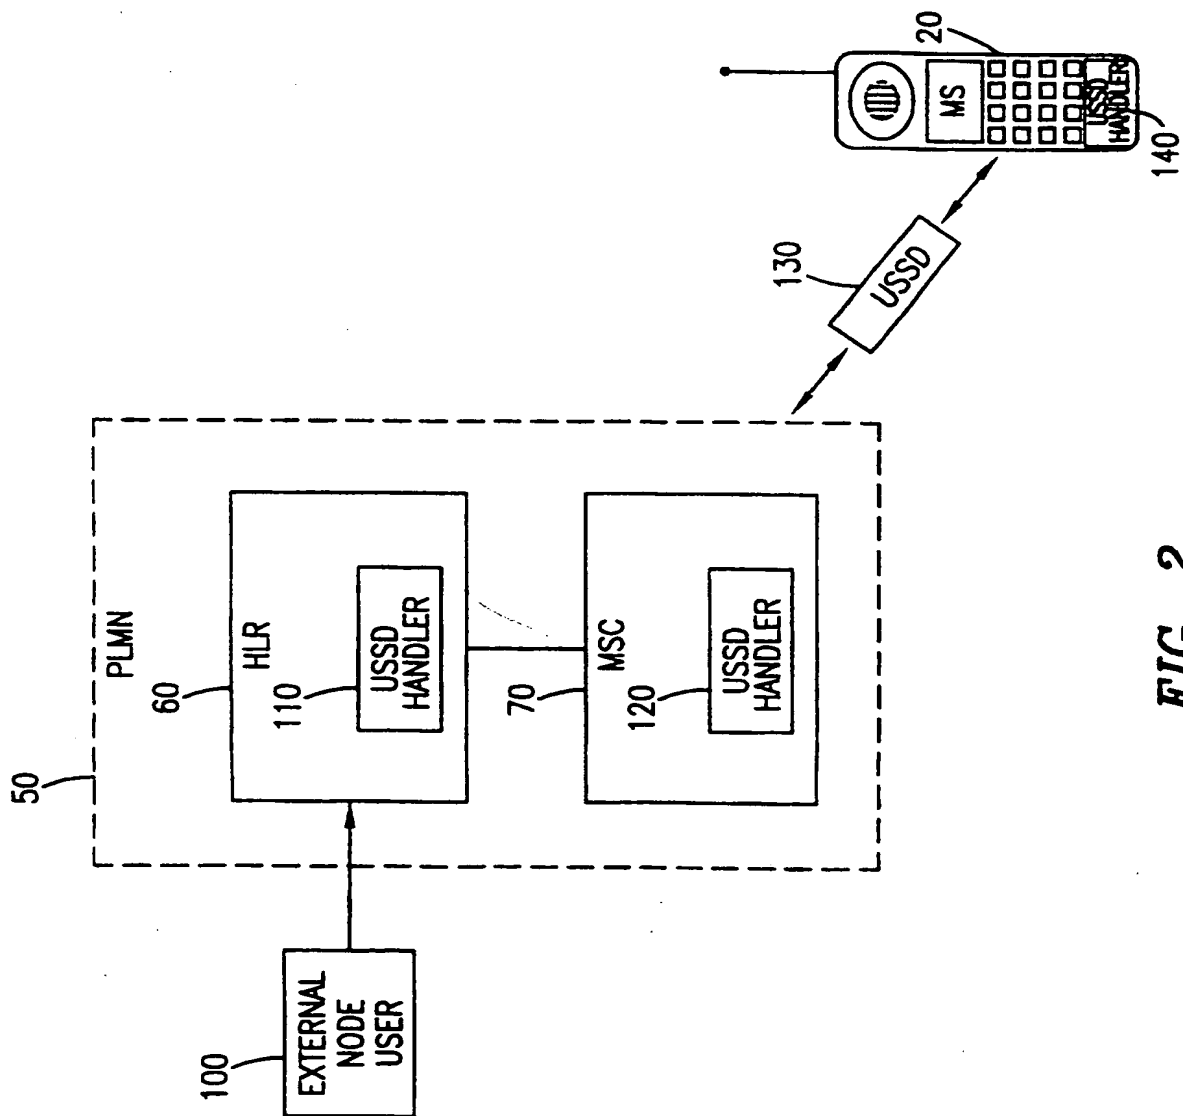 50
PLMN
60
HLR
110
USSD
HANDLER
70
MSC
120
USSD
HANDLER
100
EXTERNAL
NODE
USER
130
USSD
20
MS
USSD
HANDLER
140
FIG. 2